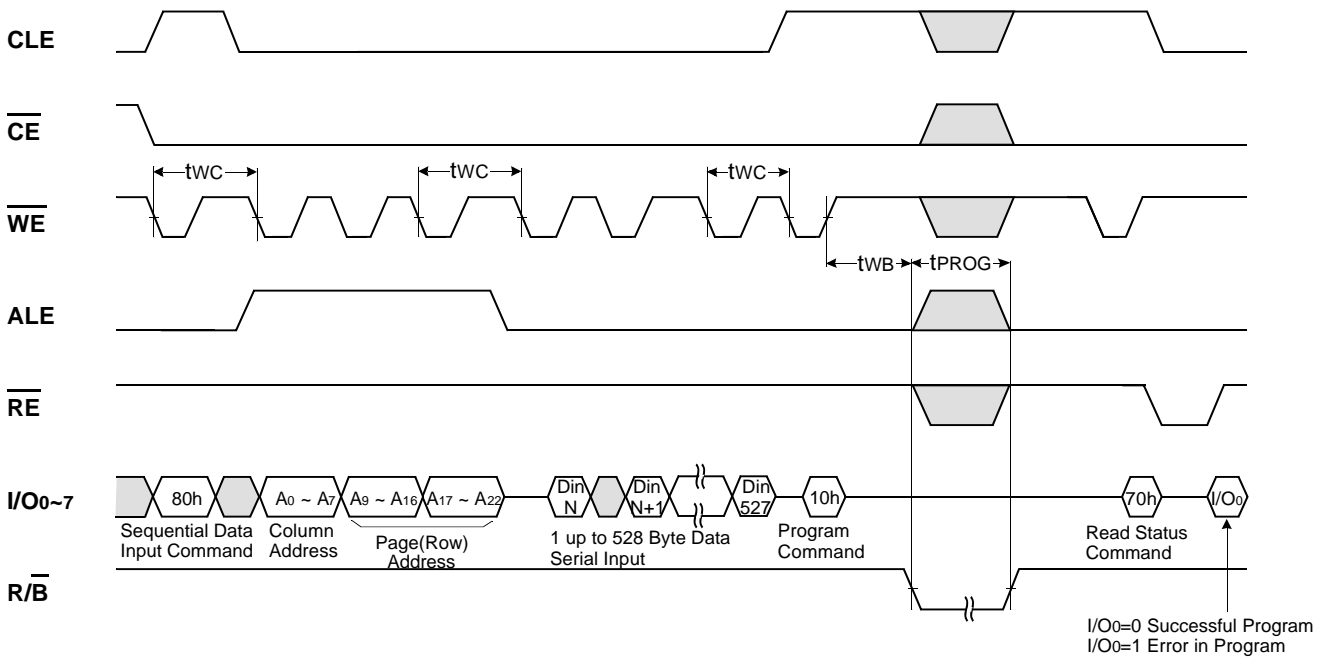 CLE
CE
tWC
tWC
tWC
WE
tWB
tPROG
ALE
RE
I/O0~7
80h
A0 ~ A7
A9 ~ A16
A17 ~ A22
Din
N
Din
N+1
Din
527
10h
70h
I/O0
Sequential Data
Input Command
Column
Address
Page(Row)
Address
1 up to 528 Byte Data
Serial Input
Program
Command
Read Status
Command
R/B
I/O0=0 Successful Program
I/O0=1 Error in Program